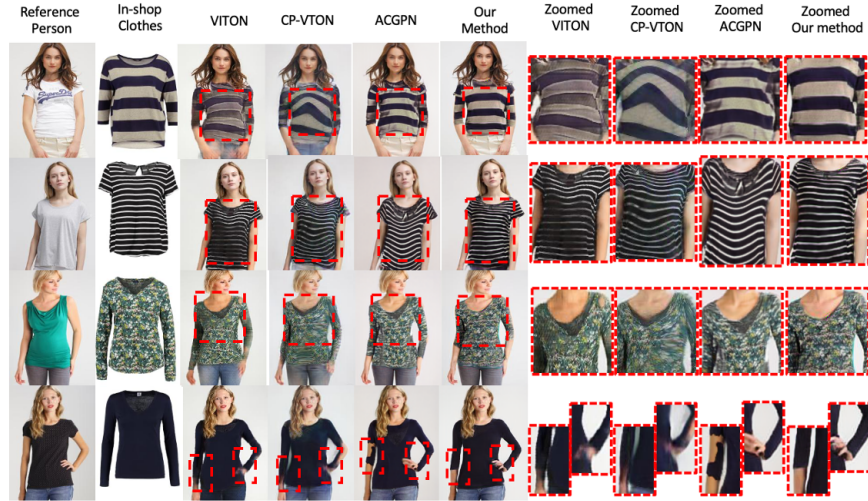 Reference
Person
In-shop
Clothes
VITON
CP-VTON
ACGPN
Our
Method
Zoomed
VITON
Zoomed
CP-VTON
Zoomed
ACGPN
Zoomed
Our method